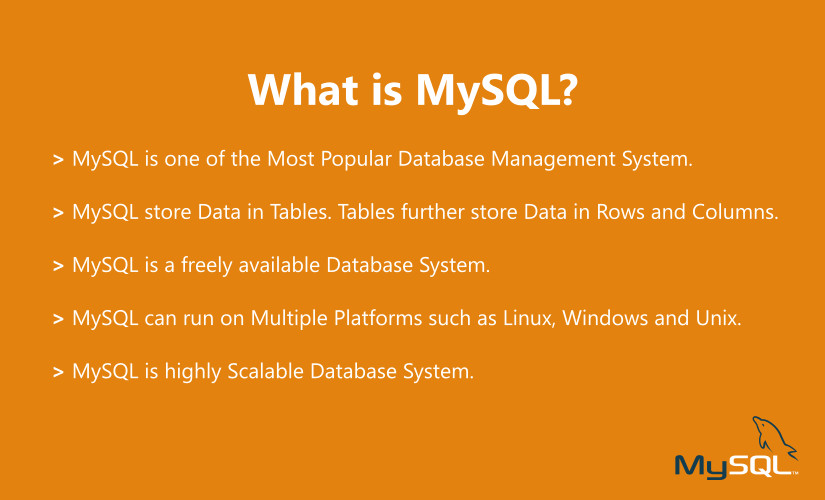 What is MySQL?
> MySQL is one of the Most Popular Database Management System.
> MySQL store Data in Tables. Tables further store Data in Rows and Columns.
> MySQL is a freely available Database System.
> MySQL can run on Multiple Platforms such as Linux, Windows and Unix.
> MySQL is highly Scalable Database System.
MySQL™